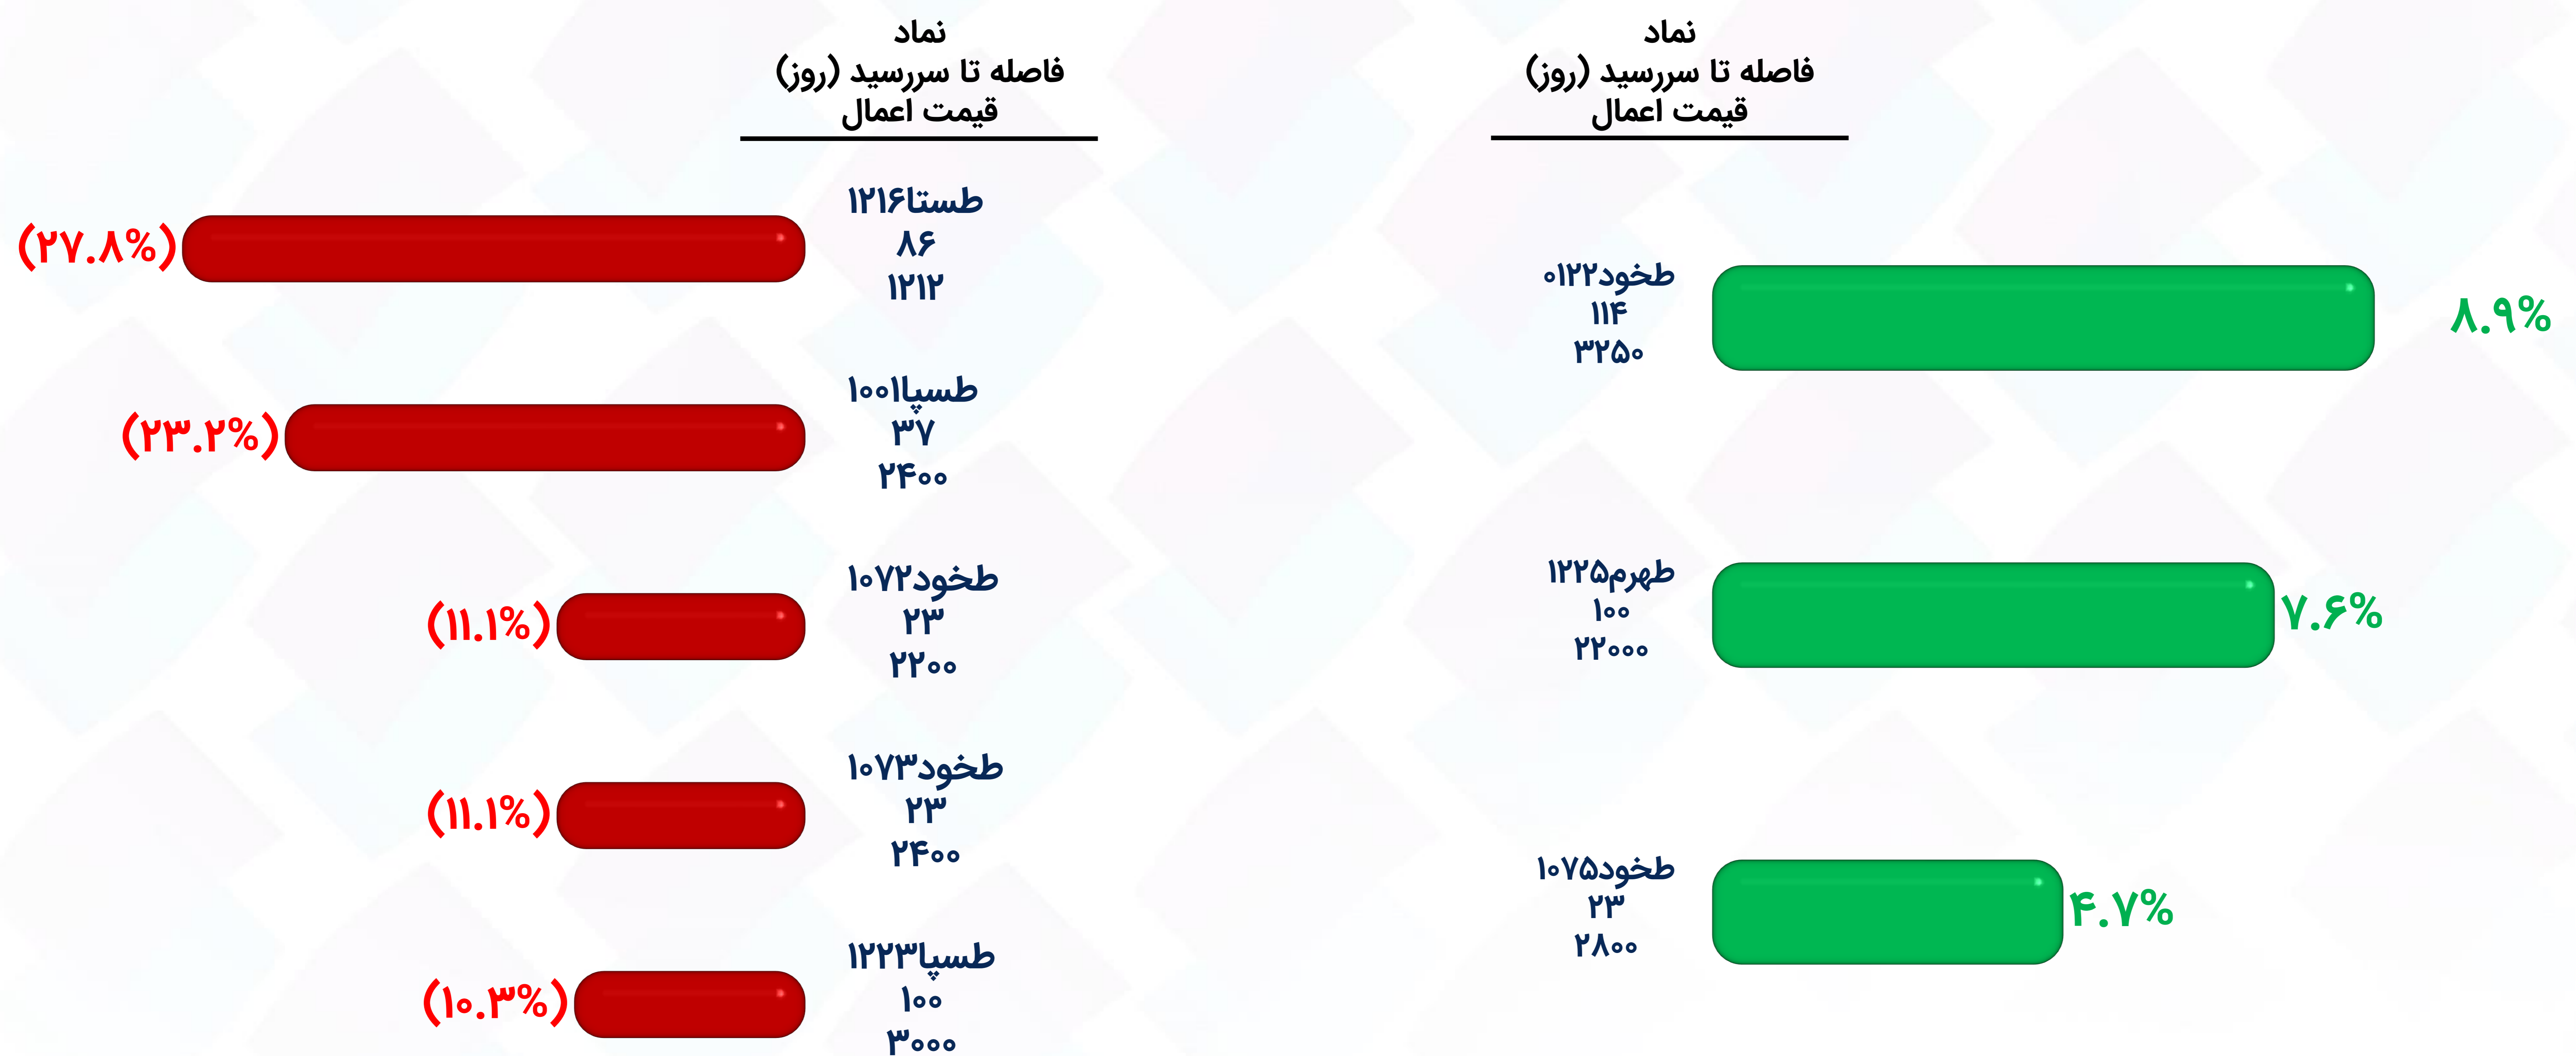 نماد
فاصله تا سررسید (روز)
قیمت اعمال
طخود۰۱۲۲
۱۱۴
۳۲۵۰
۸.۹%
طهرم۱۲۲۵
۱۰۰
۲۲۰۰۰
۷.۶%
طخود۱۰۷۵
۲۳
۲۸۰۰
۴.۷%
نماد
فاصله تا سررسید (روز)
قیمت اعمال
طستا۱۲۱۶
۸۶
۱۲۱۲
(۲۷.۸%)
طسپا۱۰۰۱
۳۷
۲۴۰۰
(۲۳.۲%)
طخود۱۰۷۲
۲۳
۲۲۰۰
(۱۱.۱%)
طخود۱۰۷۳
۲۳
۲۴۰۰
(۱۱.۱%)
طسپا۱۲۲۳
۱۰۰
۳۰۰۰
(۱۰.۳%)